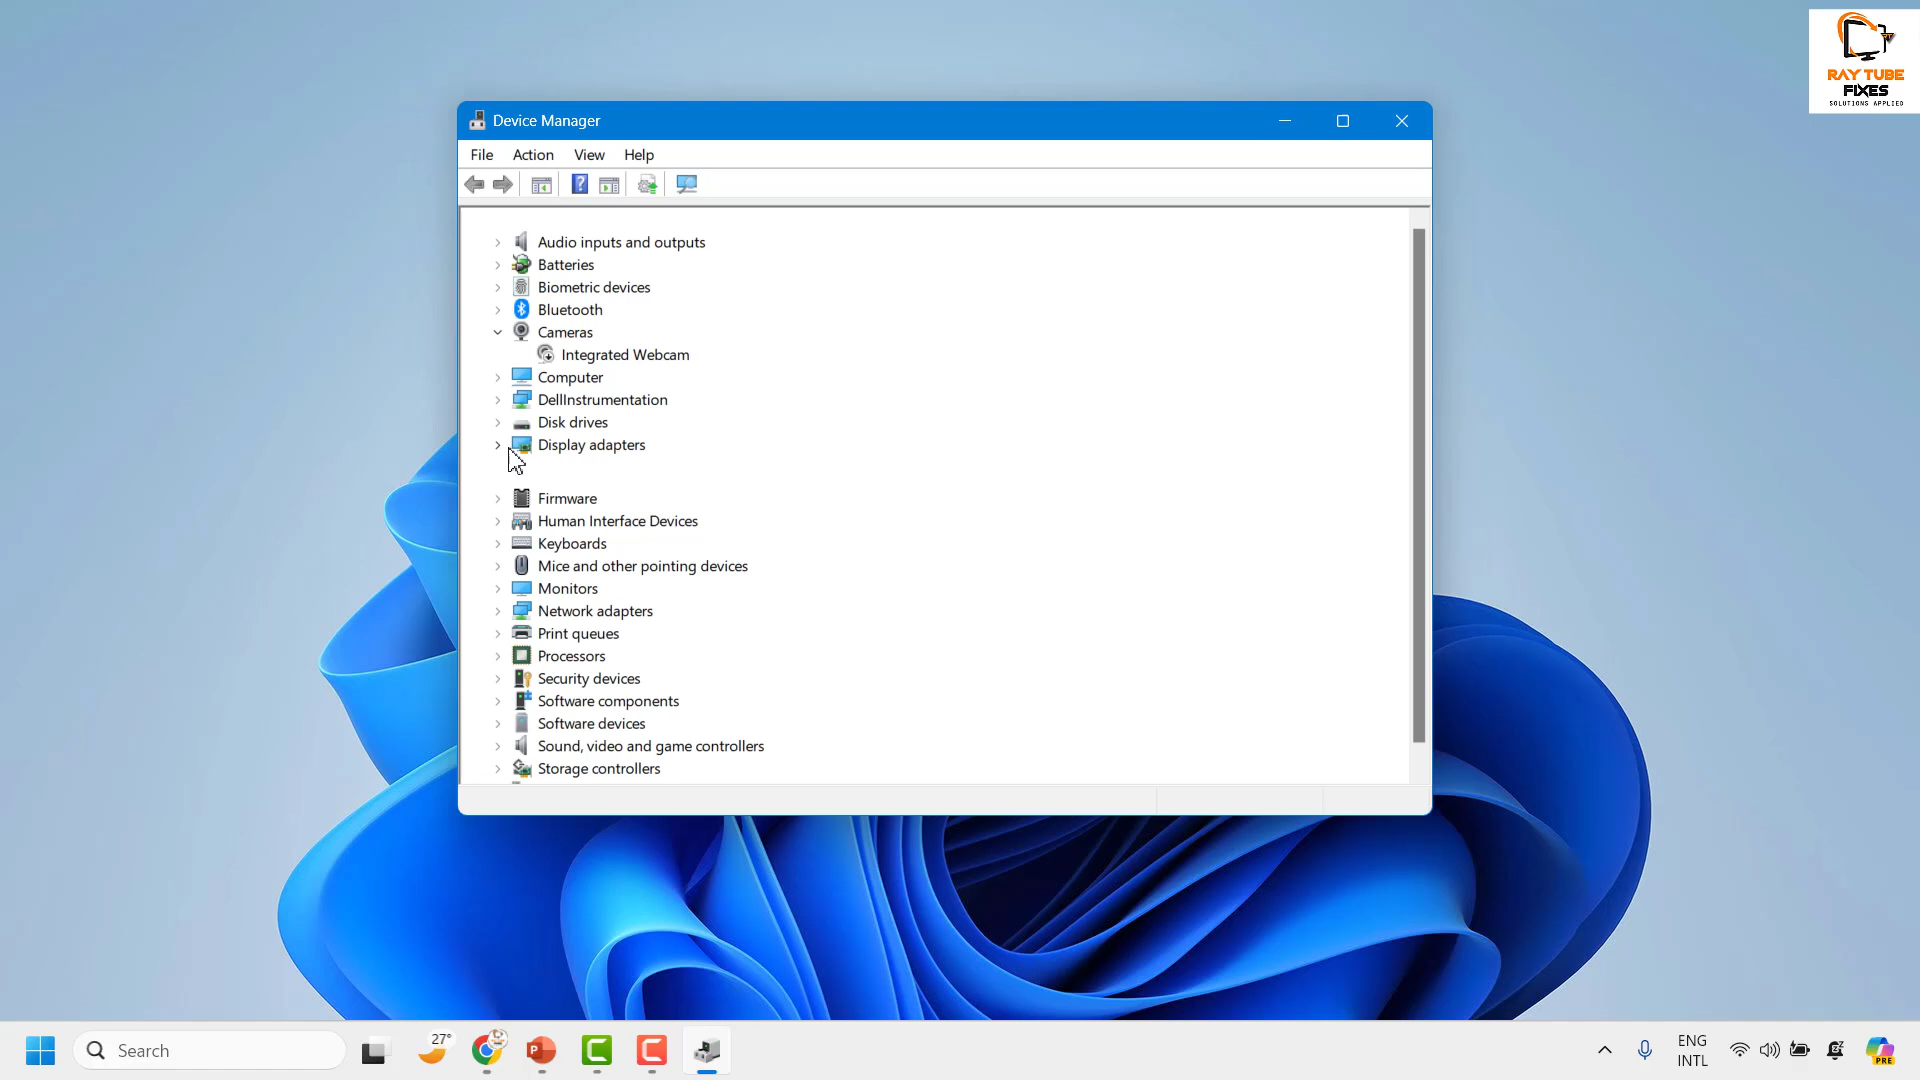 RAY TUBE
FIXES
SOLUTIONS APPLIED
Device Manager
File Action View Help
Audio inputs and outputs
Batteries
Biometric devices
Bluetooth
Cameras
Integrated Webcam
Computer
DellInstrumentation
Disk drives
Display adapters
Firmware
Human Interface Devices
Keyboards
Mice and other pointing devices
Monitors
Network adapters
Print queues
Processors
Security devices
Software components
Software devices
Sound, video and game controllers
Storage controllers
Search
27°
ENG
INTL
PRE